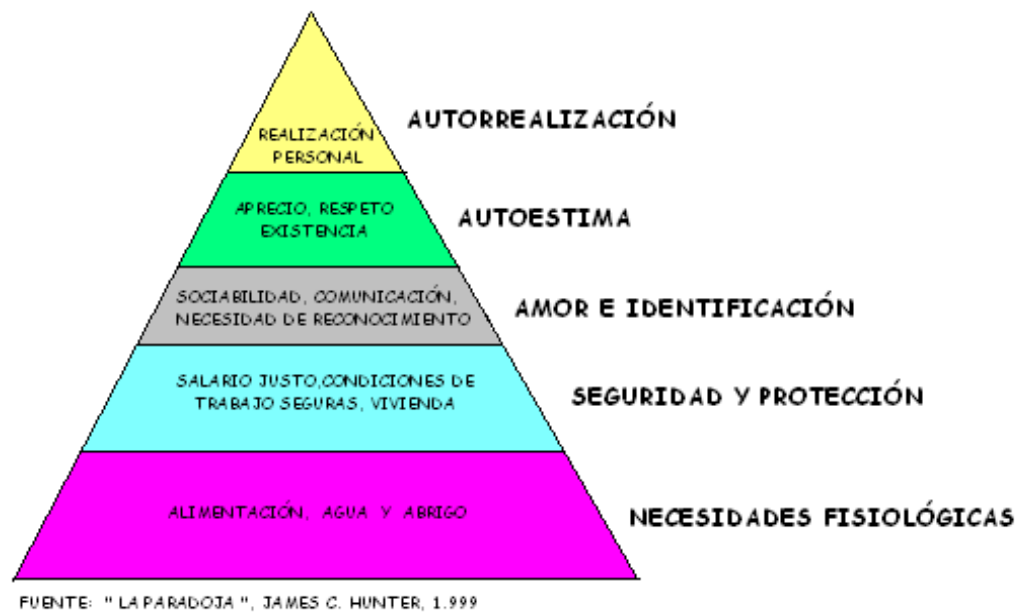 REALIZACIÓN
PERSONAL
AUTORREALIZACIÓN
APRECIO, RESPETO
EXISTENCIA
AUTOESTIMA
SOCIABILIDAD, COMUNICACIÓN,
NECESIDAD DE RECONOCIMIENTO
AMOR E IDENTIFICACIÓN
SALARIO JUSTO,CONDICIONES DE
TRABAJO SEGURAS, VIVIENDA
SEGURIDAD Y PROTECCIÓN
ALIMENTACIÓN, AGUA Y ABRIGO
NECESIDADES FISIOLÓGICAS
FUENTE: " LA PARADOJA ", JAMES C. HUNTER, 1.999